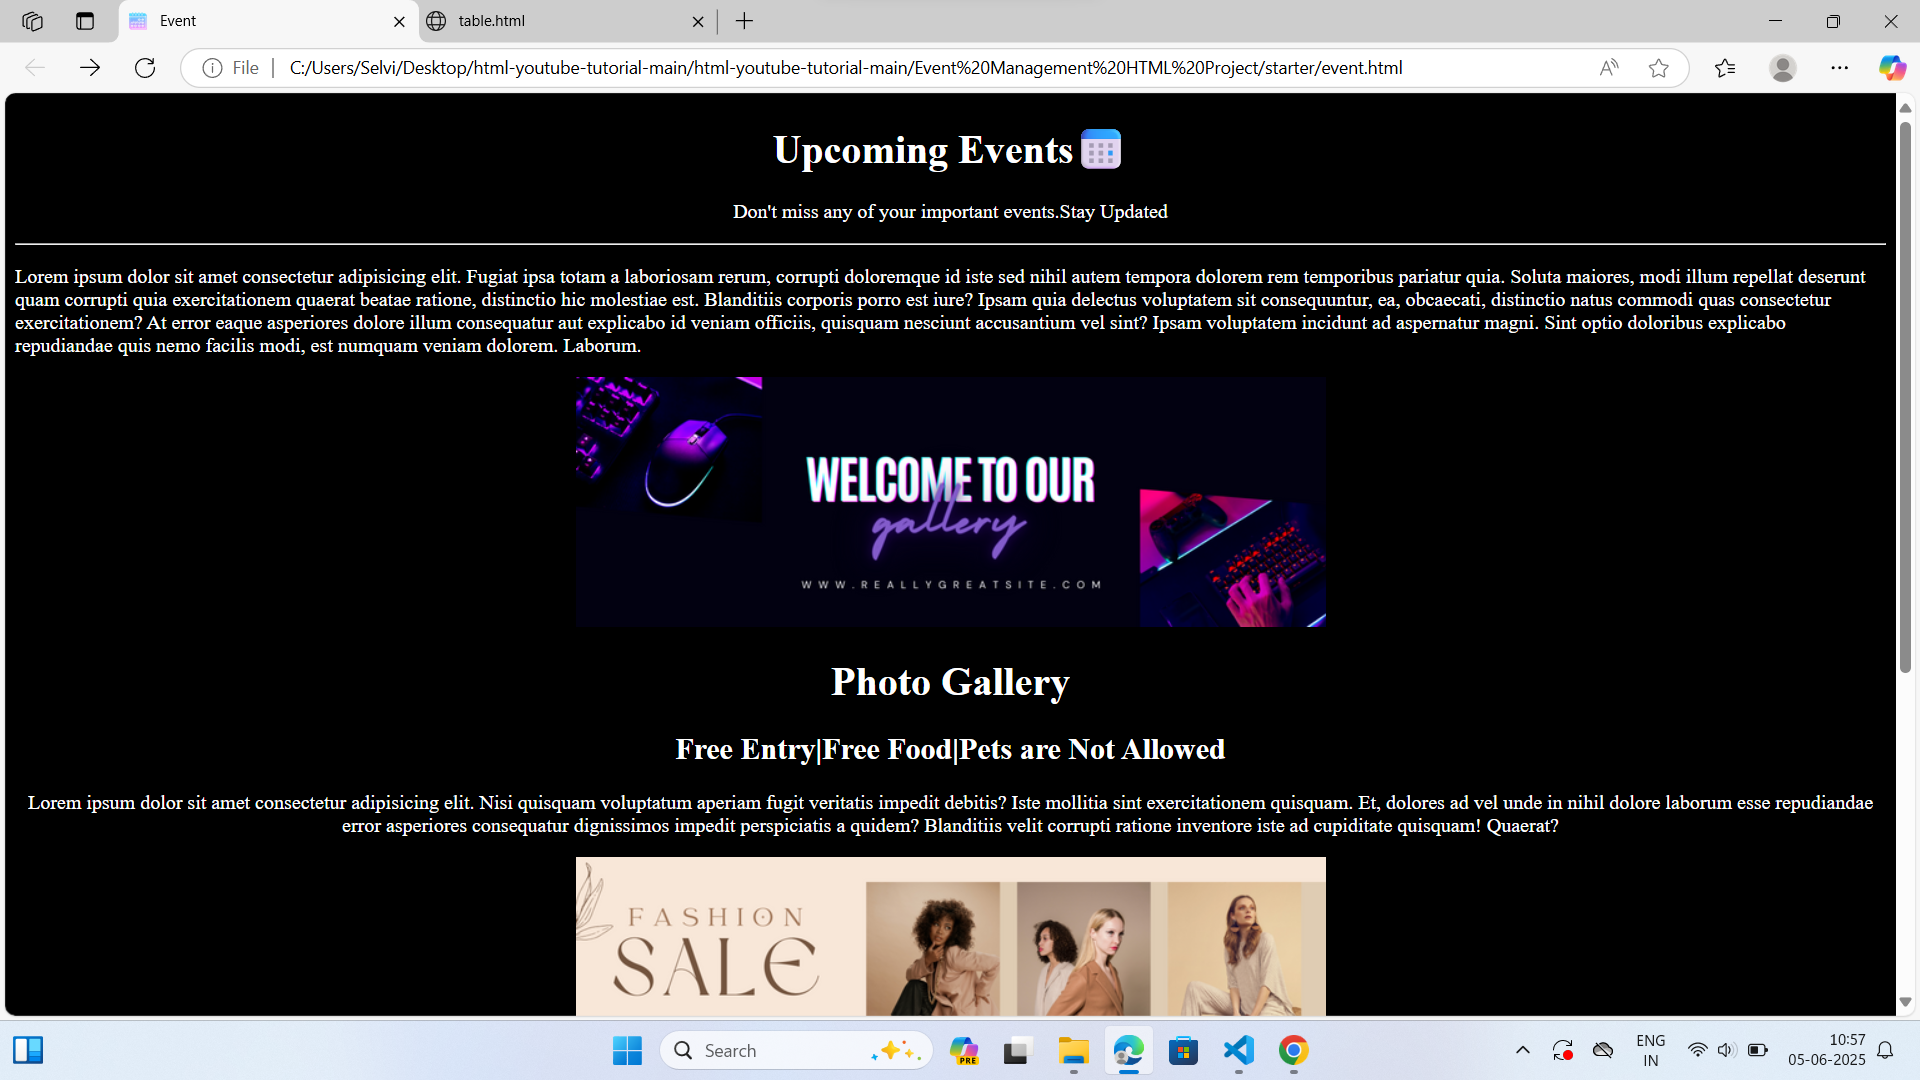 Event
table.html
File
C:/Users/Selvi/Desktop/html-youtube-tutorial-main/html-youtube-tutorial-main/Event%20Management%20HTML%20Project/starter/event.html
Upcoming Events
Don't miss any of your important events.Stay Updated
Lorem ipsum dolor sit amet consectetur adipisicing elit. Fugiat ipsa totam a laboriosam rerum, corrupti doloremque id iste sed nihil autem tempora dolorem rem temporibus pariatur quia. Soluta maiores, modi illum repellat deserunt
quam corrupti quia exercitationem quaerat beatae ratione, distinctio hic molestiae est. Blanditiis corporis porro est iure? Ipsam quia delectus voluptatem sit consequuntur, ea, obcaecati, distinctio natus commodi quas consectetur
exercitationem? At error eaque asperiores dolore illum consequatur aut explicabo id veniam officiis, quisquam nesciunt accusantium vel sint? Ipsam voluptatem incidunt ad aspernatur magni. Sint optio doloribus explicabo
repudiandae quis nemo facilis modi, est numquam veniam dolorem. Laborum.
WELCOME TO OUR
gallery
WWW.REALLYGREATSITE.COM
Photo Gallery
Free Entry|Free Food|Pets are Not Allowed
Lorem ipsum dolor sit amet consectetur adipisicing elit. Nisi quisquam voluptatum aperiam fugit veritatis impedit debitis? Iste mollitia sint exercitationem quisquam. Et, dolores ad vel unde in nihil dolore laborum esse repudiandae
error asperiores consequatur dignissimos impedit perspiciatis a quidem? Blanditiis velit corrupti ratione inventore iste ad cupiditate quisquam! Quaerat?
FASHION
SALE
Search
PRE
ENG
IN
10:57
05-06-2025